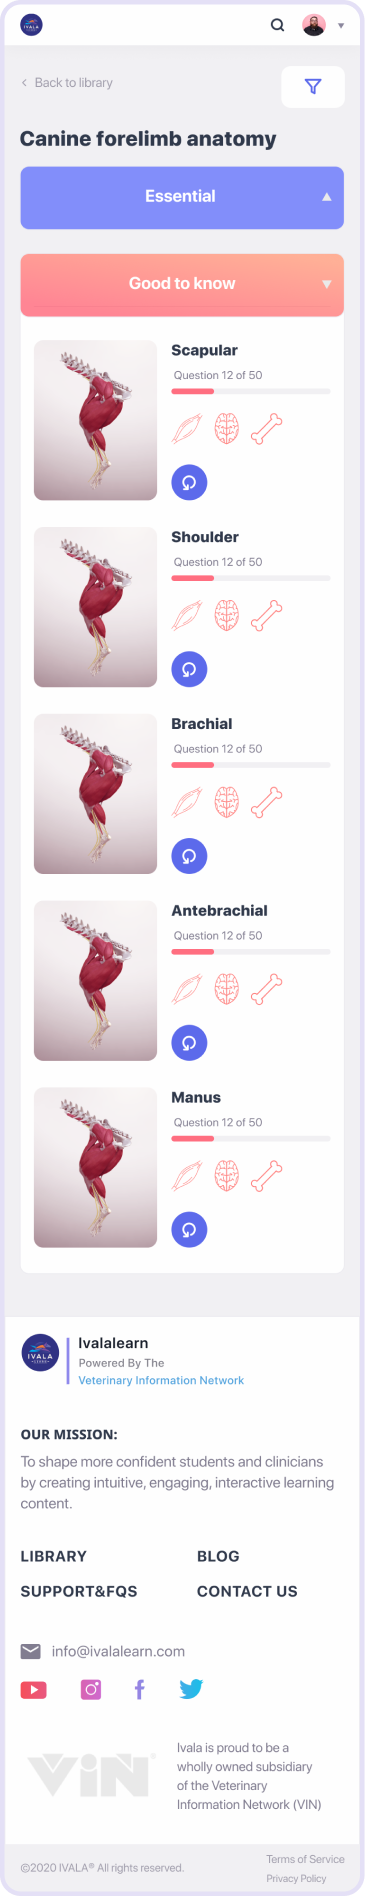 IVALA
Back to library
Canine forelimb anatomy
Essential
Good to know
Scapular
Question 12 of 50
Shoulder
Question 12 of 50
Brachial
Question 12 of 50
Antebrachial
Question 12 of 50
Manus
Question 12 of 50
IVALA
Ivalalearn
Powered By The
Veterinary Information Network
OUR MISSION:
To shape more confident students and clinicians
by creating intuitive, engaging, interactive learning
content.
LIBRARY
BLOG
SUPPORT&FQS
CONTACT US
info@ivalalearn.com
ViN®
Ivala is proud to be a
wholly owned subsidiary
of the Veterinary
Information Network (VIN)
©2020 IVALA® All rights reserved.
Terms of Service
Privacy Policy